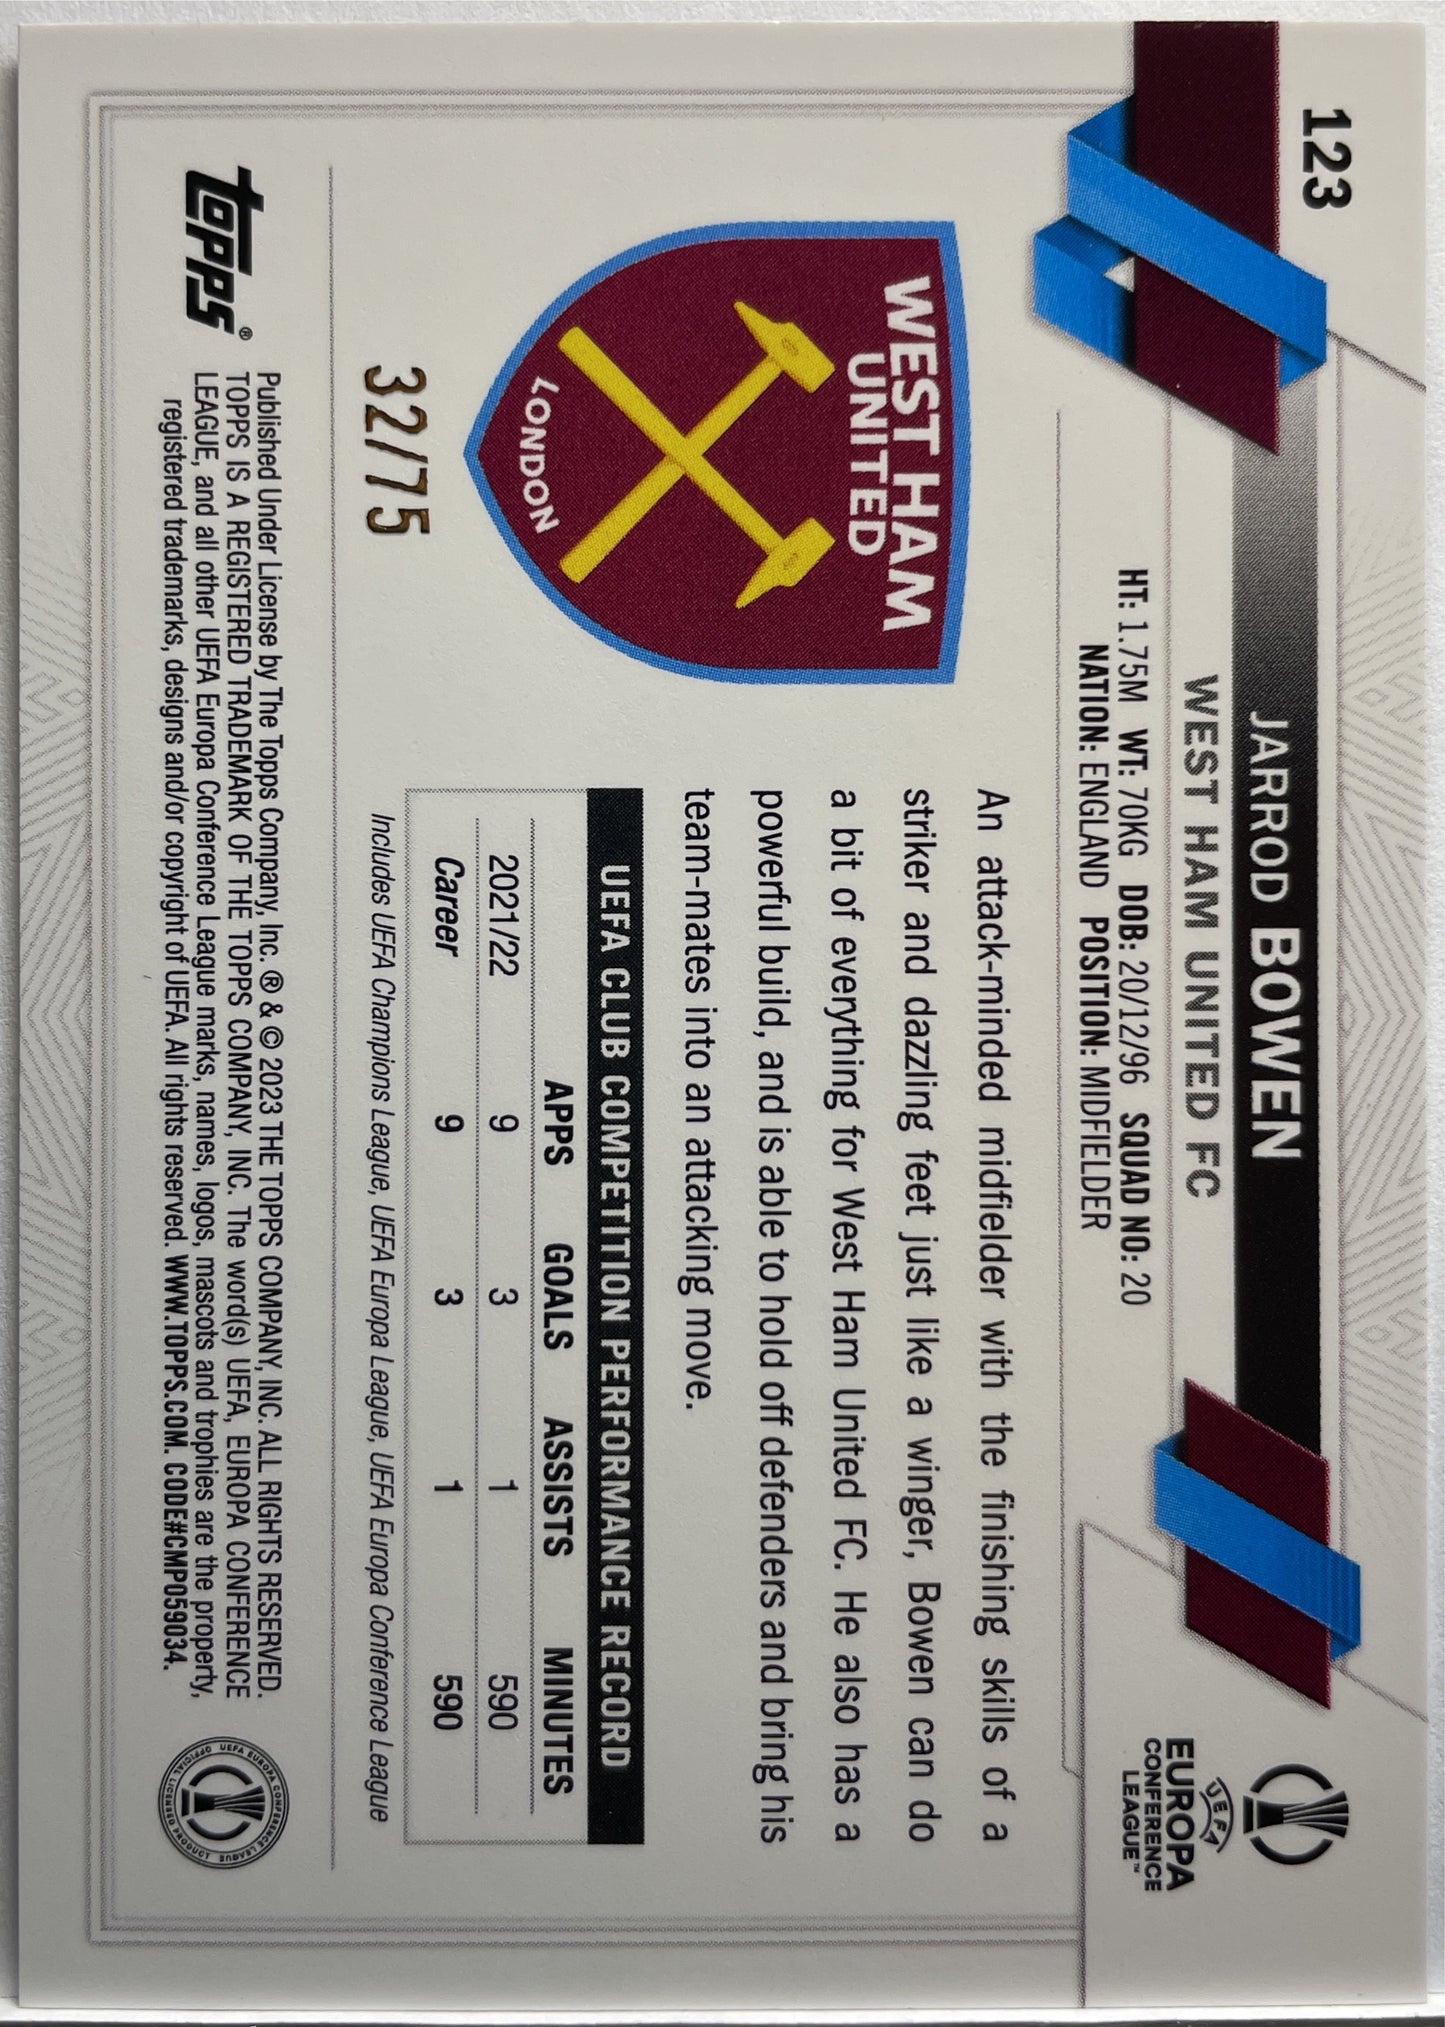 123
JARROD BOWEN
WEST HAM UNITED FC
HT: 1.75M WT: 70KG DOB: 20/12/96 SQUAD NO: 20
NATION: ENGLAND POSITION: MIDFIELDER
UEFA
EUROPA
CONFERENCE
LEAGUE™
WEST HAM
UNITED
LONDON
32/75
An attack-minded midfielder with the finishing skills of a
striker and dazzling feet just like a winger, Bowen can do
a bit of everything for West Ham United FC. He also has a
powerful build, and is able to hold off defenders and bring his
team-mates into an attacking move.
UEFA CLUB COMPETITION PERFORMANCE RECORD
APPS GOALS ASSISTS MINUTES
2021/22 9 3 1 590
Career 9 3 1 590
Includes UEFA Champions League, UEFA Europa League, UEFA Europa Conference League
Topps®
Published Under License by The Topps Company, Inc. ® & © 2023 THE TOPPS COMPANY, INC. ALL RIGHTS RESERVED.
TOPPS IS A REGISTERED TRADEMARK OF THE TOPPS COMPANY, INC. The word(s) UEFA, EUROPA CONFERENCE
LEAGUE, and all other UEFA Europa Conference League marks, names, logos, mascots and trophies are the property,
registered trademarks, designs and/or copyright of UEFA. All rights reserved. WWW.TOPPS.COM. CODE#CMP059034.
UEFA EUROPA CONFERENCE LEAGUE
OFFICIAL LICENSED PRODUCT